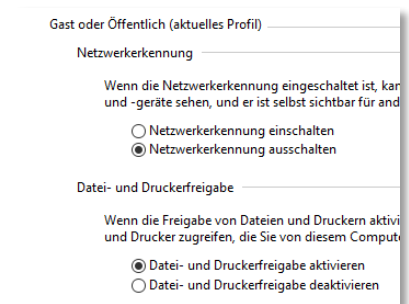 Gast oder Öffentlich (aktuelles Profil)
Netzwerkerkennung
Wenn die Netzwerkerkennung eingeschaltet ist,
und -geräte sehen, und er ist selbst sichtbar für
Netzwerkerkennung einschalten
Netzwerkerkennung ausschalten
Datei- und Druckerfreigabe
Wenn die Freigabe von Dateien und Druckern
und Drucker zugreifen, die Sie von diesem
Datei- und Druckerfreigabe aktivieren
Datei- und Druckerfreigabe deaktivieren